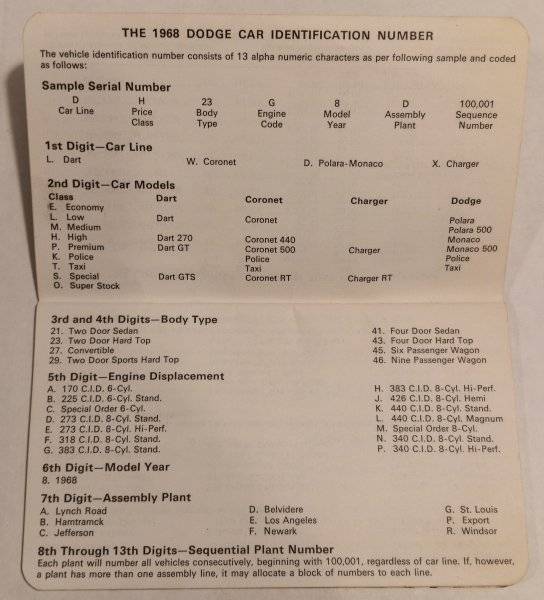 THE 1968 DODGE CAR IDENTIFICATION NUMBER
The vehicle identification number consists of 13 alpha numeric characters as per following sample and coded
as follows:
Sample Serial Number
D H 23 G 8 D 100,001
Car Line Price Body Engine Model Assembly Sequence
Class Type Code Year Plant Number
1st Digit—Car Line
L. Dart W. Coronet D. Polara-Monaco X. Charger
2nd Digit—Car Models
Class Dart Coronet Charger Dodge
E. Economy
L. Low Dart Coronet Polara
M. Medium Polara 500
H. High Dart 270 Coronet 440 Monaco
P. Premium Dart GT Coronet 500 Charger Monaco 500
K. Police Police Police
T. Taxi Taxi Taxi
S. Special Dart GTS Coronet RT Charger RT
O. Super Stock
3rd and 4th Digits—Body Type
21. Two Door Sedan 41. Four Door Sedan
23. Two Door Hard Top 43. Four Door Hard Top
27. Convertible 45. Six Passenger Wagon
29. Two Door Sports Hard Top 46. Nine Passenger Wagon
5th Digit—Engine Displacement
A. 170 C.I.D. 6-Cyl. H. 383 C.I.D. 8-Cyl. Hi-Perf.
B. 225 C.I.D. 6-Cyl. Stand. J. 426 C.I.D. 8-Cyl. Hemi
C. Special Order 6-Cyl. K. 440 C.I.D. 8-Cyl. Stand.
D. 273 C.I.D. 8-Cyl. Stand. L. 440 C.I.D. 8-Cyl. Magnum
E. 273 C.I.D. 8-Cyl. Hi-Perf. M. Special Order 8-Cyl.
F. 318 C.I.D. 8-Cyl. Stand. N. 340 C.I.D. 8-Cyl. Stand.
G. 383 C.I.D. 8-Cyl. Stand. P. 340 C.I.D. 8-Cyl. Hi-Perf.
6th Digit—Model Year
8. 1968
7th Digit—Assembly Plant
A. Lynch Road D. Belvidere G. St. Louis
B. Hamtramck E. Los Angeles P. Export
C. Jefferson F. Newark R. Windsor
8th Through 13th Digits—Sequential Plant Number
Each plant will number all vehicles consecutively, beginning with 100,001, regardless of car line. If, however,
a plant has more than one assembly line, it may allocate a block of numbers to each line.